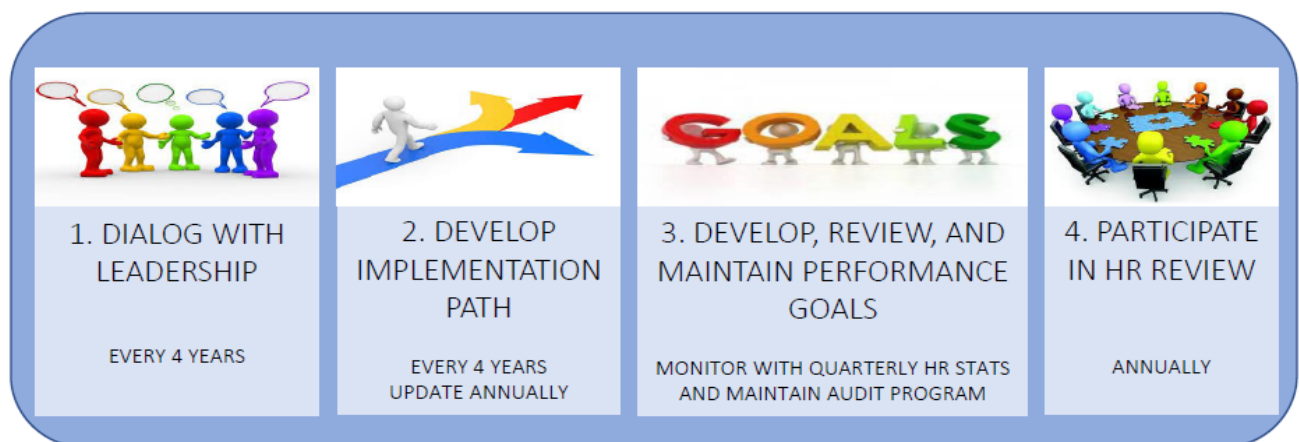 GOALS
1. DIALOG WITH
LEADERSHIP
EVERY 4 YEARS
2. DEVELOP
IMPLEMENTATION
PATH
EVERY 4 YEARS
UPDATE ANNUALLY
3. DEVELOP, REVIEW, AND
MAINTAIN PERFORMANCE
GOALS
MONITOR WITH QUARTERLY HR STATS
AND MAINTAIN AUDIT PROGRAM
4. PARTICIPATE
IN HR REVIEW
ANNUALLY